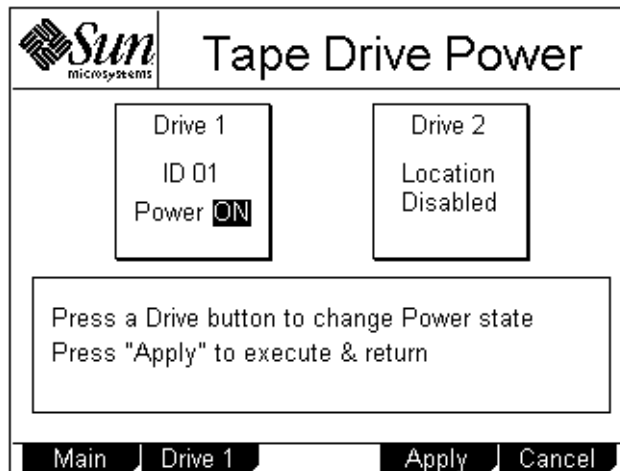 Sun
microsystems
Tape Drive Power
Drive 1
ID 01
Power ON
Drive 2
Location
Disabled
Press a Drive button to change Power state
Press "Apply" to execute & return
Main
Drive 1
Apply
Cancel